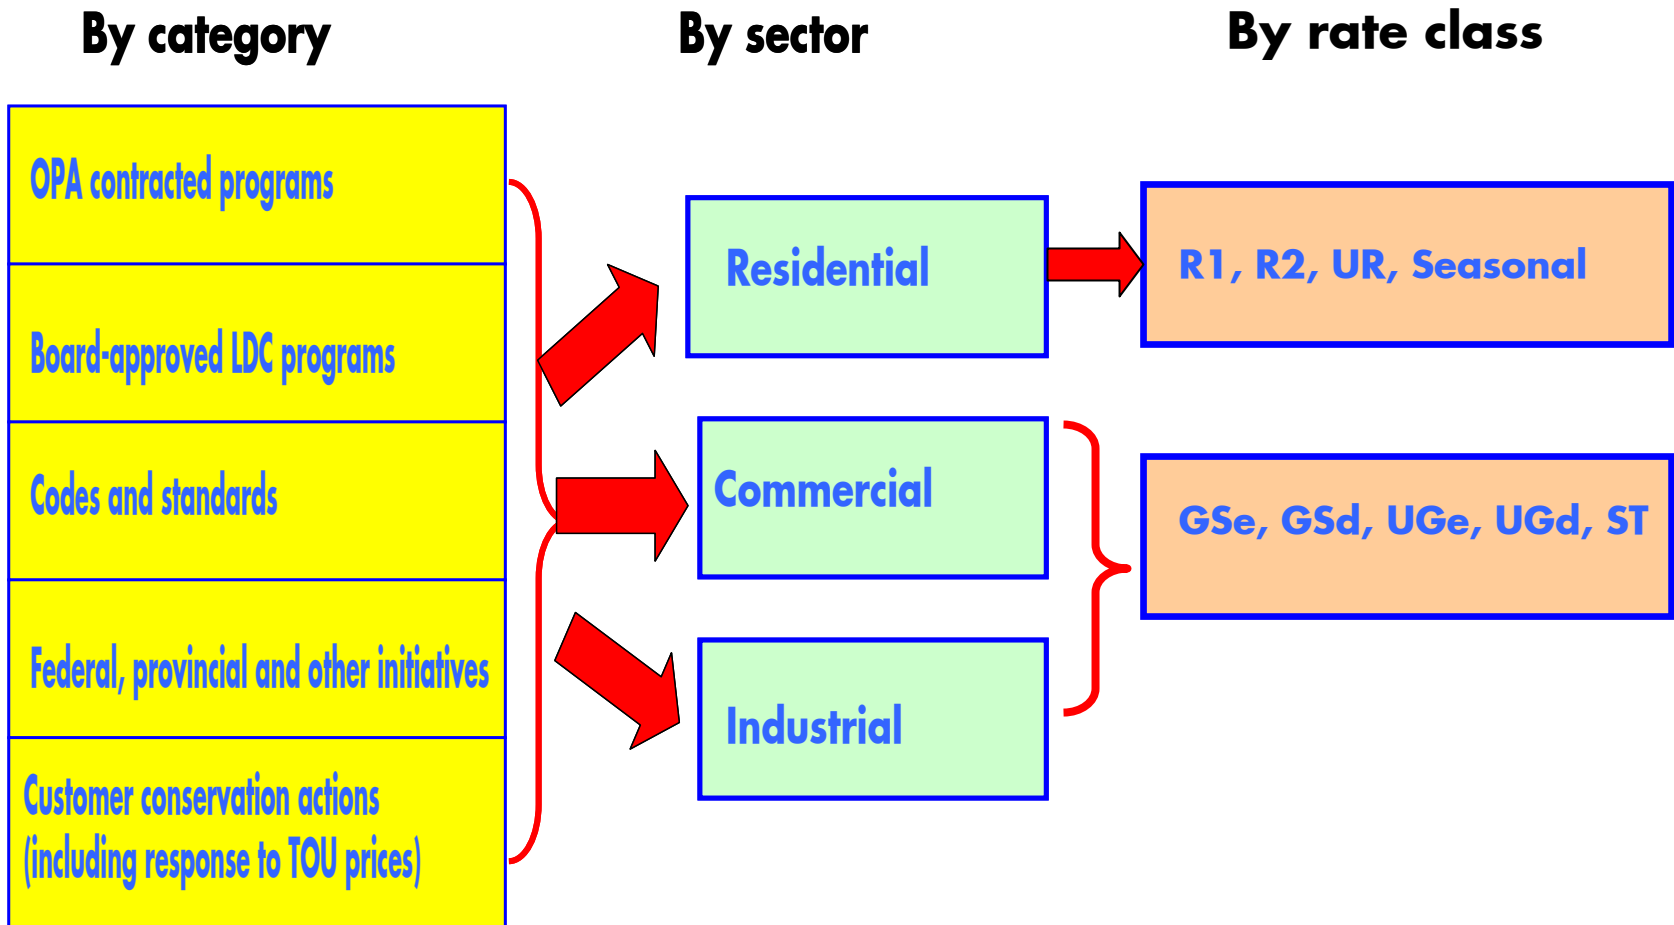 By category
By sector
By rate class
OPA contracted programs
Board-approved LDC programs
Codes and standards
Federal, provincial and other initiatives
Customer conservation actions
(including response to TOU prices)
Residential
Commercial
Industrial
R1, R2, UR, Seasonal
GSe, GSd, UGe, UGd, ST